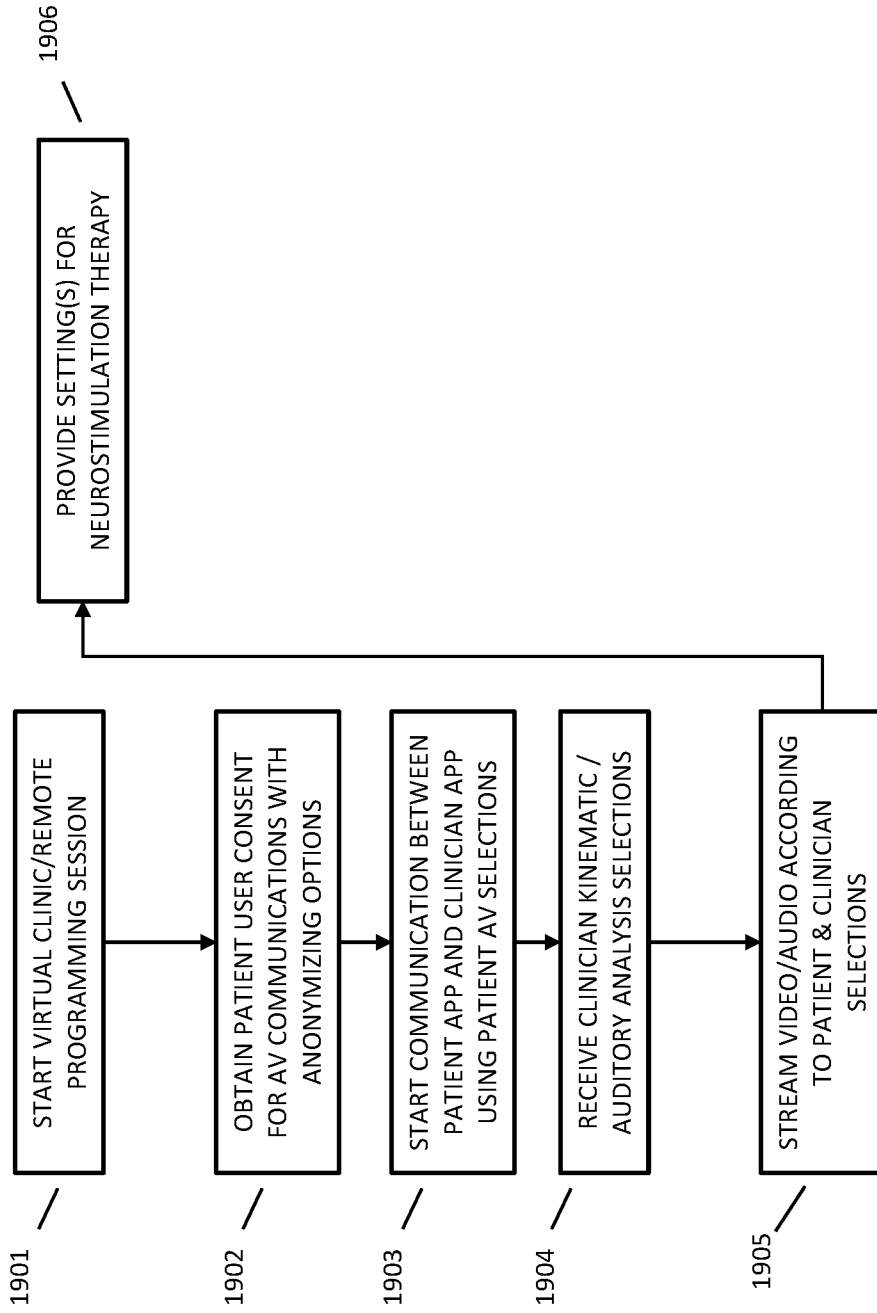 1901
START VIRTUAL CLINIC/REMOTE
PROGRAMMING SESSION
1902
OBTAIN PATIENT USER CONSENT
FOR AV COMMUNICATIONS WITH
ANONYMIZING OPTIONS
1903
START COMMUNICATION BETWEEN
PATIENT APP AND CLINICIAN APP
USING PATIENT AV SELECTIONS
1904
RECEIVE CLINICIAN KINEMATIC /
AUDITORY ANALYSIS SELECTIONS
1905
STREAM VIDEO/AUDIO ACCORDING
TO PATIENT & CLINICIAN
SELECTIONS
1906
PROVIDE SETTING(S) FOR
NEUROSTIMULATION THERAPY